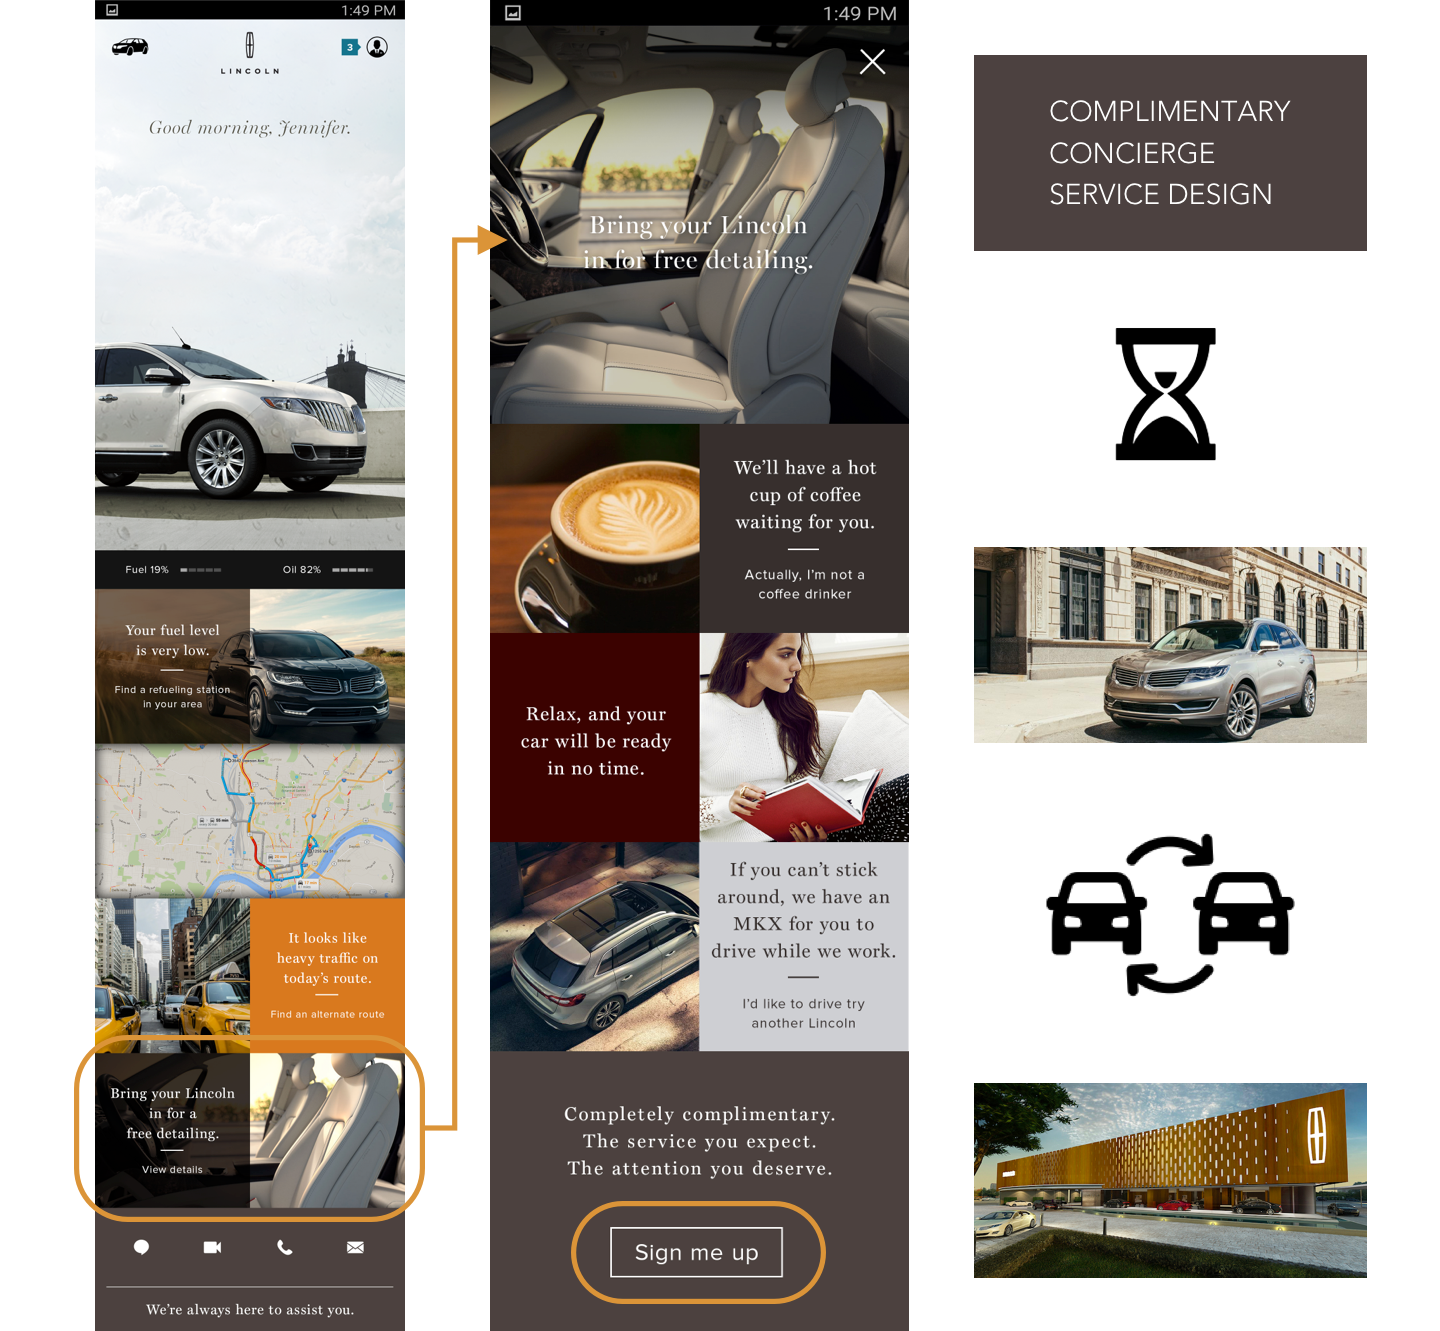 1:49 PM
LINCOLN
3
Good morning, Jennifer.
Fuel 19%
Oil 82%
Your fuel level
is very low.
Find a refueling station
in your area
It looks like
heavy traffic on
today's route.
Find an alternate route
Bring your Lincoln
in for a
free detailing.
View details
We're always here to assist you.
1:49 PM
Bring your Lincoln
in for free detailing.
We'll have a hot
cup of coffee
waiting for you.
Actually, I'm not a
coffee drinker
Relax, and your
car will be ready
in no time.
If you can't stick
around, we have an
MKX for you to
drive while we work.
I'd like to drive try
another Lincoln
Completely complimentary.
The service you expect.
The attention you deserve.
Sign me up
COMPLIMENTARY
CONCIERGE
SERVICE DESIGN